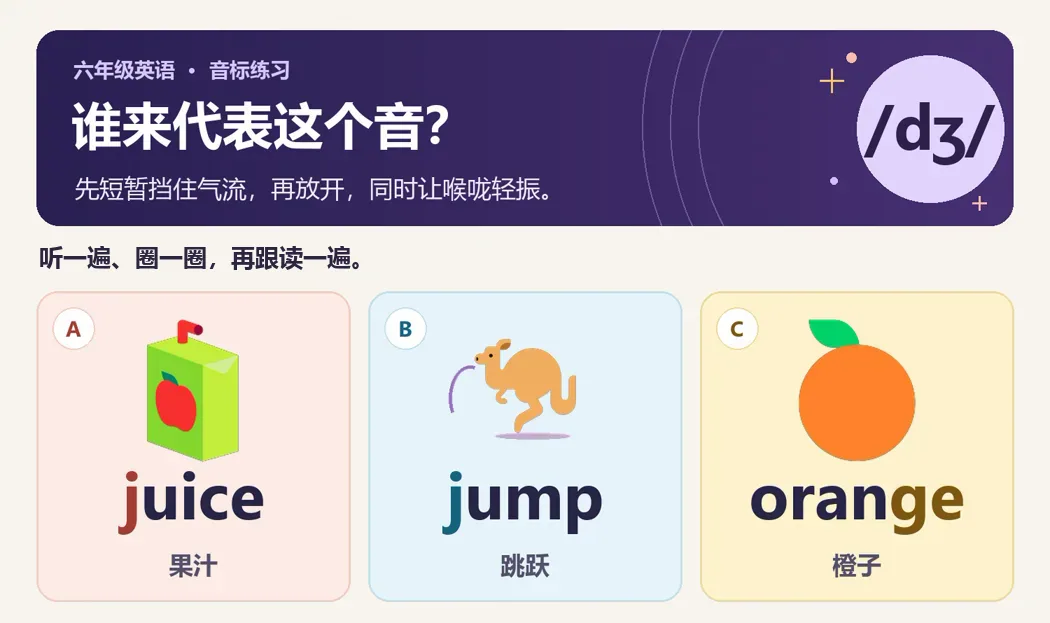 六年级英语 • 音标练习
谁来代表这个音?
先短暂挡住气流，再放开，同时让喉咙轻振。
/dʒ/
听一遍、圈一圈，再跟读一遍。
A
juice
果汁
B
jump
跳跃
C
orange
橙子